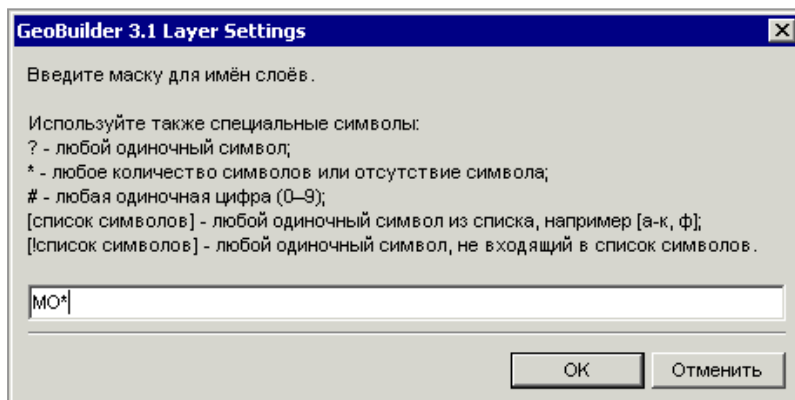 GeoBuilder 3.1 Layer Settings
Введите маску для имён слоёв.
Используйте также специальные символы:
? - любой одиночный символ;
* - любое количество символов или отсутствие символа;
# - любая одиночная цифра (0–9);
[список символов] - любой одиночный символ из списка, например [а-к, ф];
[!список символов] - любой одиночный символ, не входящий в список символов.
МО*
ОК
Отменить